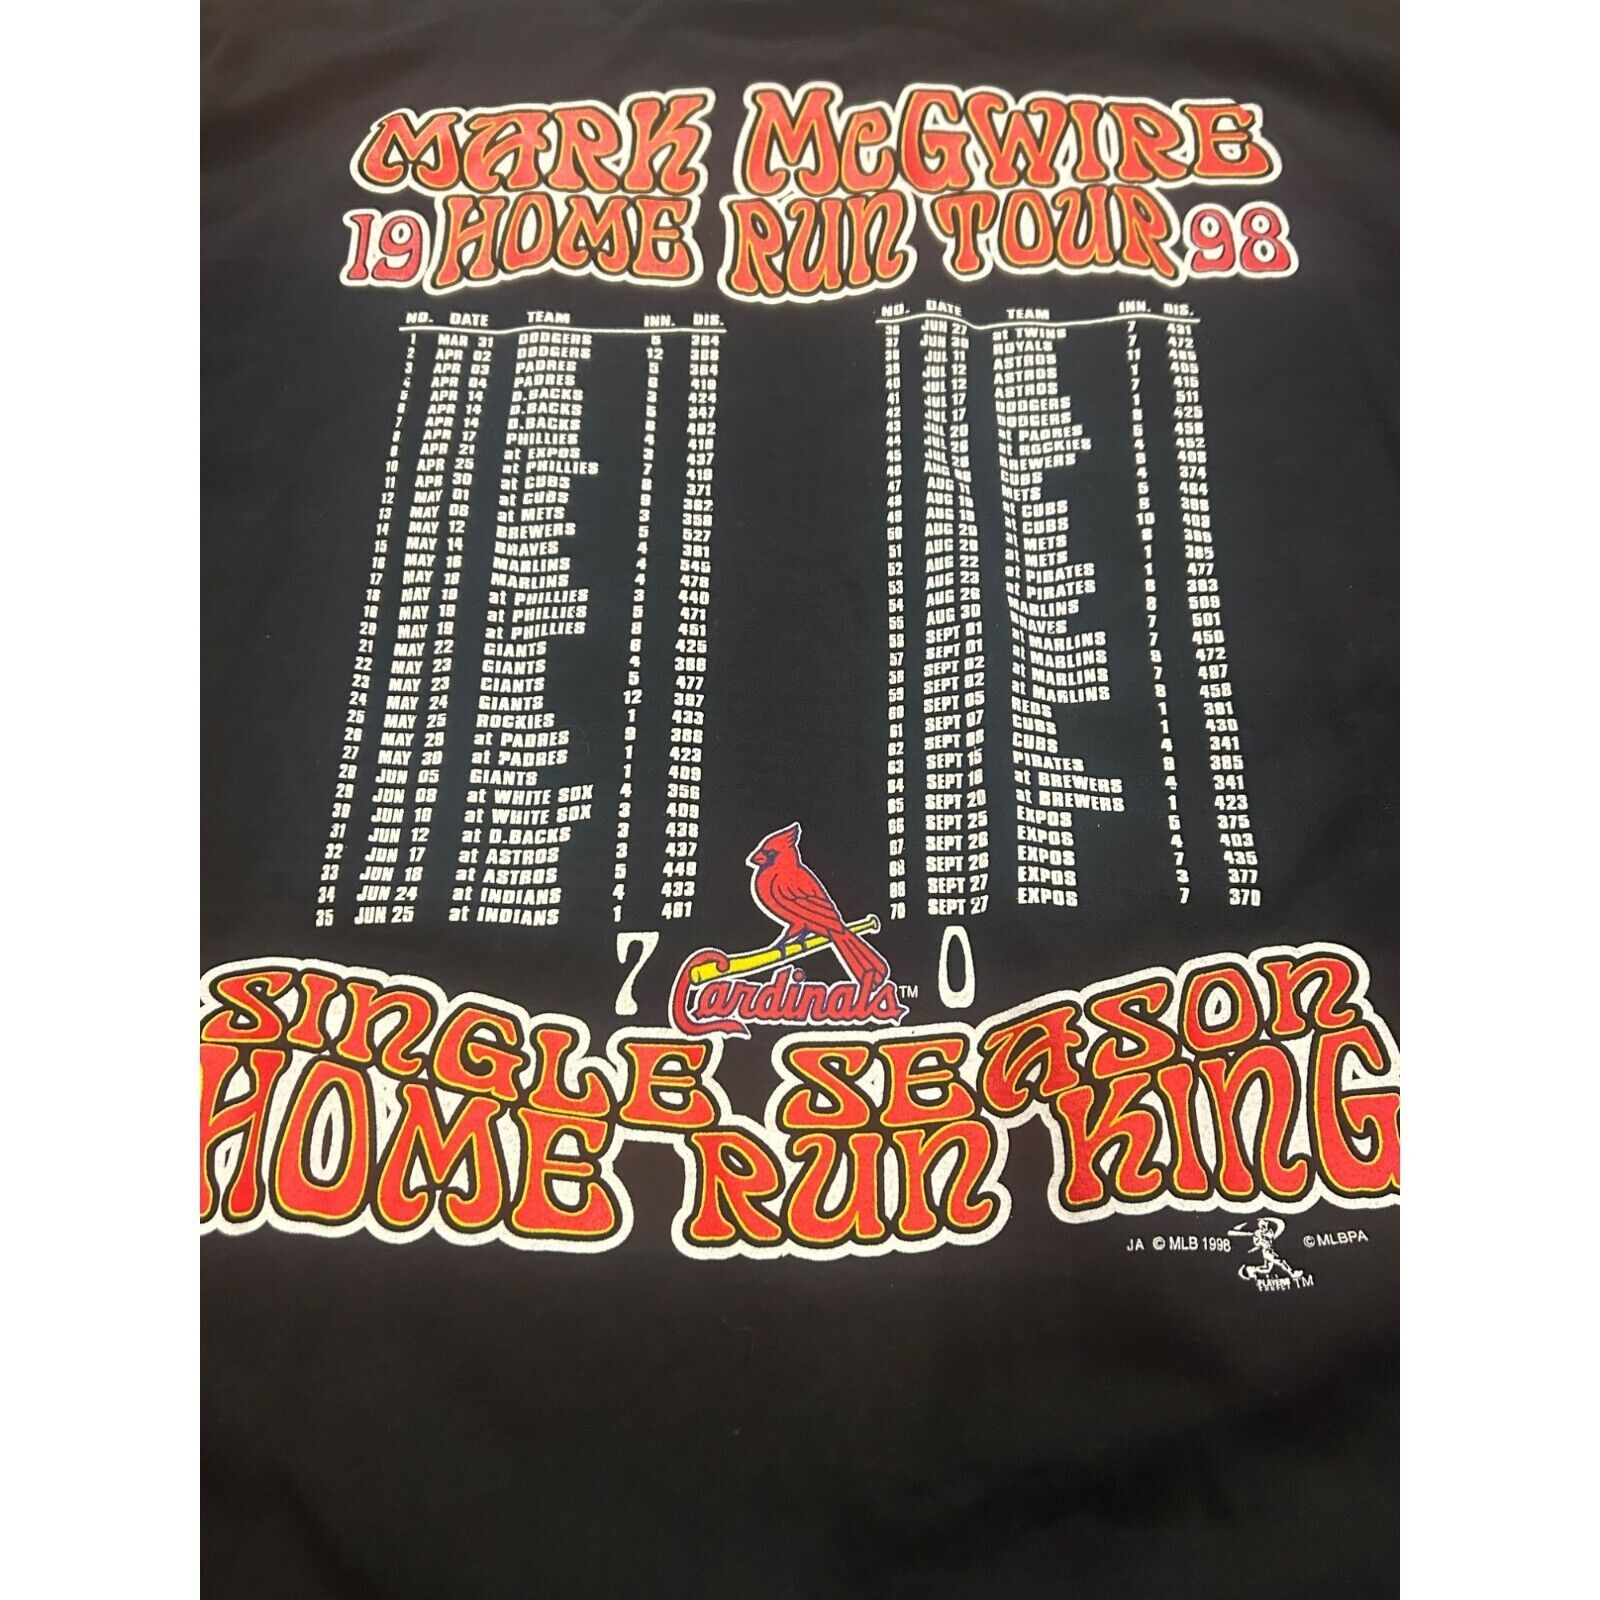 MARK McGWIRE
19 HOME RUN TOUR 98
NO. DATE TEAM INN. DIS.
1 MAR 31 DODGERS 5 364
2 APR 02 DODGERS 12 368
3 APR 03 PADRES 5 364
4 APR 04 PADRES 6 419
5 APR 14 D.BACKS 3 424
6 APR 14 D.BACKS 5 347
7 APR 14 D.BACKS 8 462
8 APR 17 PHILLIES 4 419
9 APR 21 at EXPOS 3 437
10 APR 25 at PHILLIES 7 419
11 APR 30 at CUBS 8 371
12 MAY 01 at CUBS 9 362
13 MAY 08 at METS 3 358
14 MAY 12 BREWERS 5 527
15 MAY 14 BRAVES 4 381
16 MAY 16 MARLINS 4 545
17 MAY 18 MARLINS 4 478
18 MAY 19 at PHILLIES 3 440
19 MAY 19 at PHILLIES 5 471
20 MAY 19 at PHILLIES 8 451
21 MAY 22 GIANTS 6 425
22 MAY 23 GIANTS 4 366
23 MAY 23 GIANTS 5 477
24 MAY 24 GIANTS 12 397
25 MAY 25 ROCKIES 1 433
26 MAY 29 at PADRES 9 388
27 MAY 30 at PADRES 1 423
28 JUN 05 GIANTS 1 409
29 JUN 08 at WHITE SOX 4 356
30 JUN 10 at WHITE SOX 3 409
31 JUN 12 at D.BACKS 3 438
32 JUN 17 at ASTROS 3 437
33 JUN 18 at ASTROS 5 449
34 JUN 24 at INDIANS 4 433
35 JUN 25 at INDIANS 1 461
NO. DATE TEAM INN. DIS.
36 JUN 27 at TWINS 7 431
37 JUN 30 ROYALS 7 472
38 JUL 11 ASTROS 11 485
39 JUL 12 ASTROS 1 405
40 JUL 12 ASTROS 7 415
41 JUL 17 DODGERS 1 511
42 JUL 17 DODGERS 8 425
43 JUL 20 at PADRES 5 458
44 JUL 26 at ROCKIES 4 452
45 JUL 28 BREWERS 8 408
46 AUG 08 CUBS 4 374
47 AUG METS 5 464
48 AUG 19 at CUBS 8 398
49 AUG 19 at CUBS 10 409
50 AUG 20 at METS 369
51 AUG 20 at METS 1 385
52 AUG 22 at PIRATES 1 477
53 AUG 23 at PIRATES 8 393
54 AUG 26 MARLINS 8 509
55 AUG 30 BRAVES 7 501
56 SEPT 01 at MARLINS 7 450
57 SEPT 01 at MARLINS 9 472
58 SEPT 02 at MARLINS 7 497
59 SEPT 02 at MARLINS 8 458
60 SEPT 05 REDS 1 381
61 SEPT 07 CUBS 1 430
62 SEPT 08 CUBS 4 341
63 SEPT 15 PIRATES 9 385
64 SEPT 18 at BREWERS 4 341
65 SEPT 20 at BREWERS 1 423
66 SEPT 25 EXPOS 5 375
67 SEPT 26 EXPOS 4 403
68 SEPT 26 EXPOS 7 435
69 SEPT 27 EXPOS 3 377
70 SEPT 27 EXPOS 7 370
7 Cardinals TM 0
SINGLE SEASON
HOME RUN KING
JA © MLB 1998 © MLBPA
PLAYERS TM